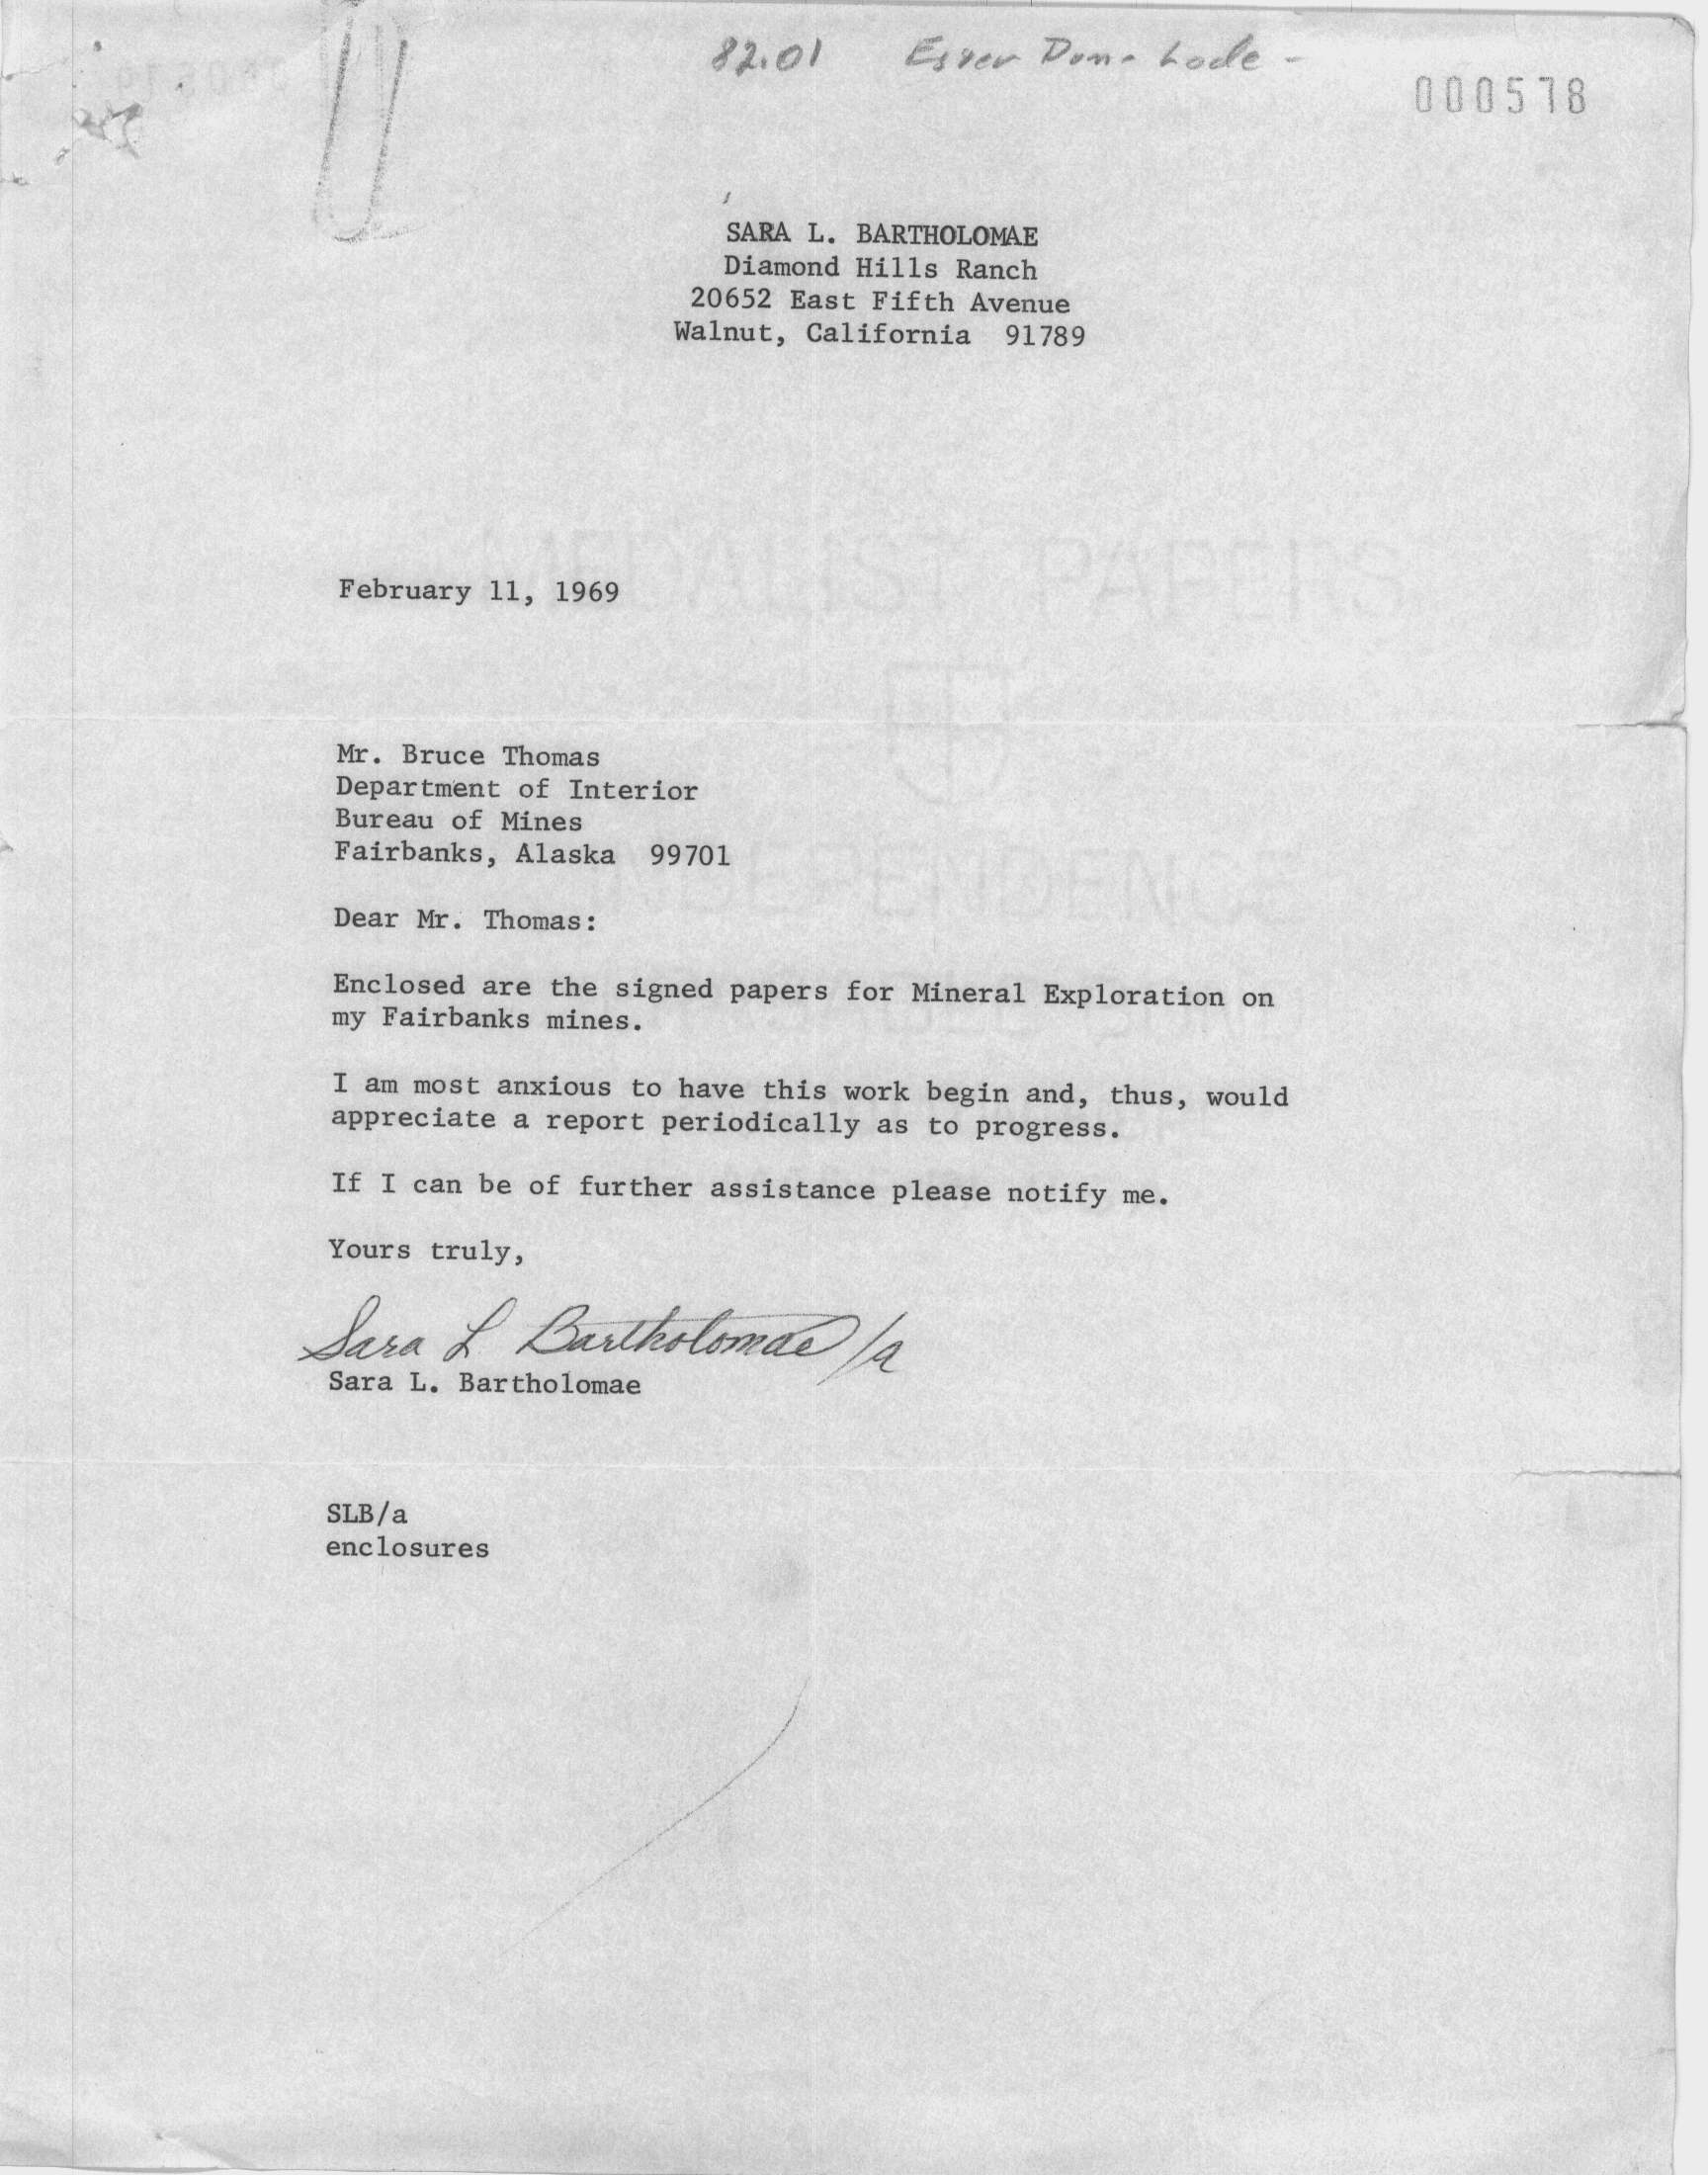 82.01 Lode -
000578
SARA L. BARTHOLOMAE
Diamond Hills Ranch
20652 East Fifth Avenue
Walnut, California 91789
February 11, 1969
Mr. Bruce Thomas
Department of Interior
Bureau of Mines
Fairbanks, Alaska 99701
Dear Mr. Thomas:
Enclosed are the signed papers for Mineral Exploration on
my Fairbanks mines.
I am most anxious to have this work begin and, thus, would
appreciate a report periodically as to progress.
If I can be of further assistance please notify me.
Yours truly,
Sara L Bartholomae/a
Sara L. Bartholomae
SLB/a
enclosures